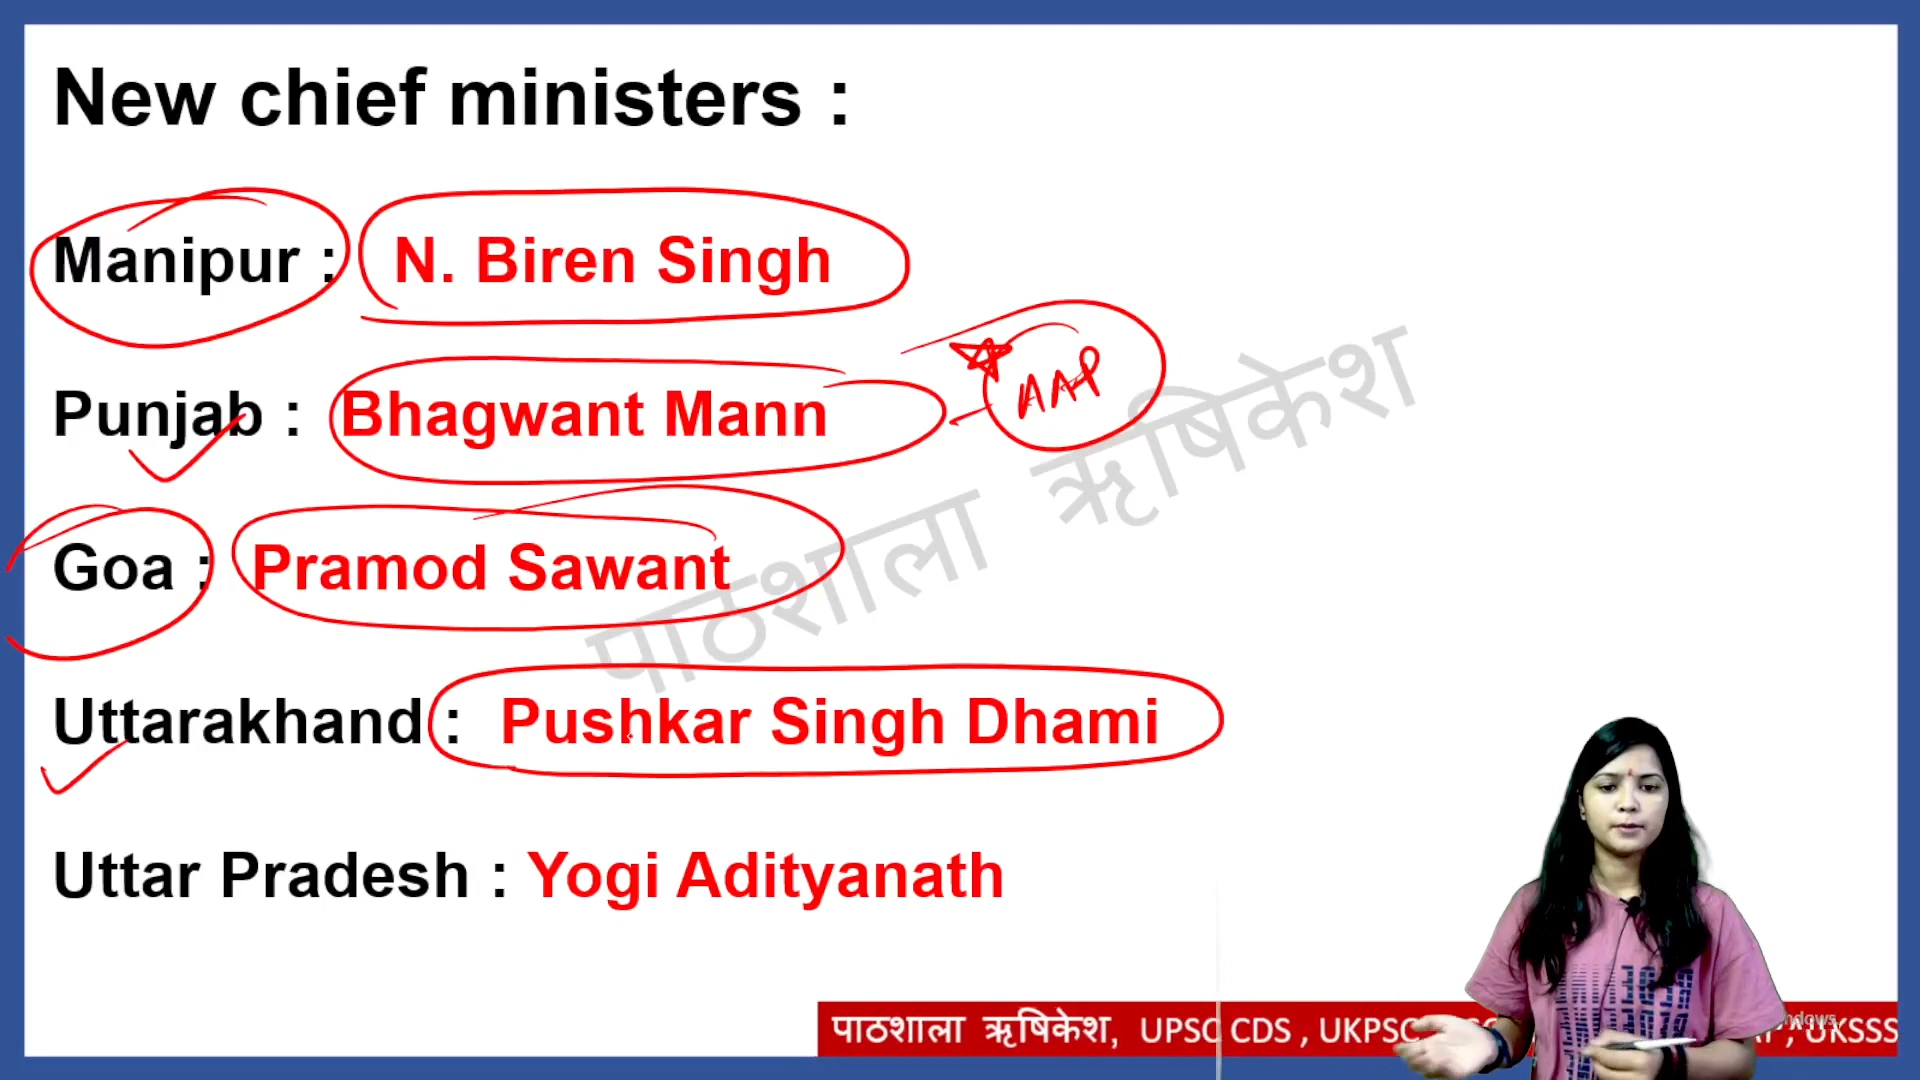 New chief ministers :
Manipur : N. Biren Singh
Punjab : Bhagwant Mann
AAP
Goa : Pramod Sawant
Uttarakhand : Pushkar Singh Dhami
Uttar Pradesh : Yogi Adityanath
पाठशाला ऋषिकेश
पाठशाला ऋषिकेश, UPSC CDS , UKPSC